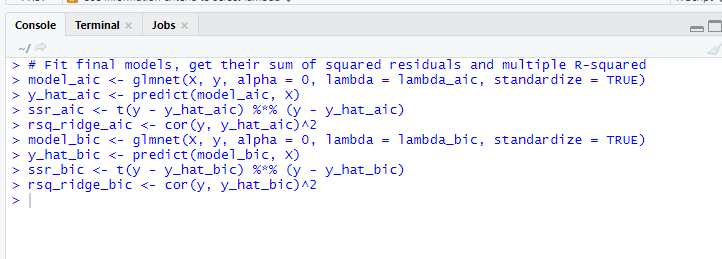 Console Terminal × Jobs ×
~/
> # Fit final models, get their sum of squared residuals and multiple R-squared
> model_aic <- glmnet(X, y, alpha = 0, lambda = lambda_aic, standardize = TRUE)
> y_hat_aic <- predict(model_aic, X)
> ssr_aic <- t(y - y_hat_aic) %*% (y - y_hat_aic)
> rsq_ridge_aic <- cor(y, y_hat_aic)^2
> model_bic <- glmnet(X, y, alpha = 0, lambda = lambda_bic, standardize = TRUE)
> y_hat_bic <- predict(model_bic, X)
> ssr_bic <- t(y - y_hat_bic) %*% (y - y_hat_bic)
> rsq_ridge_bic <- cor(y, y_hat_bic)^2
>